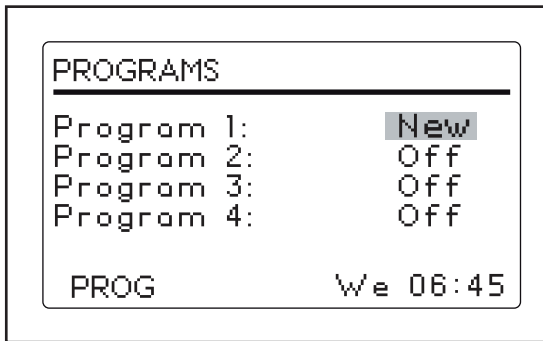 PROGRAMS
Program 1: New
Program 2: Off
Program 3: Off
Program 4: Off
PROG We 06:45